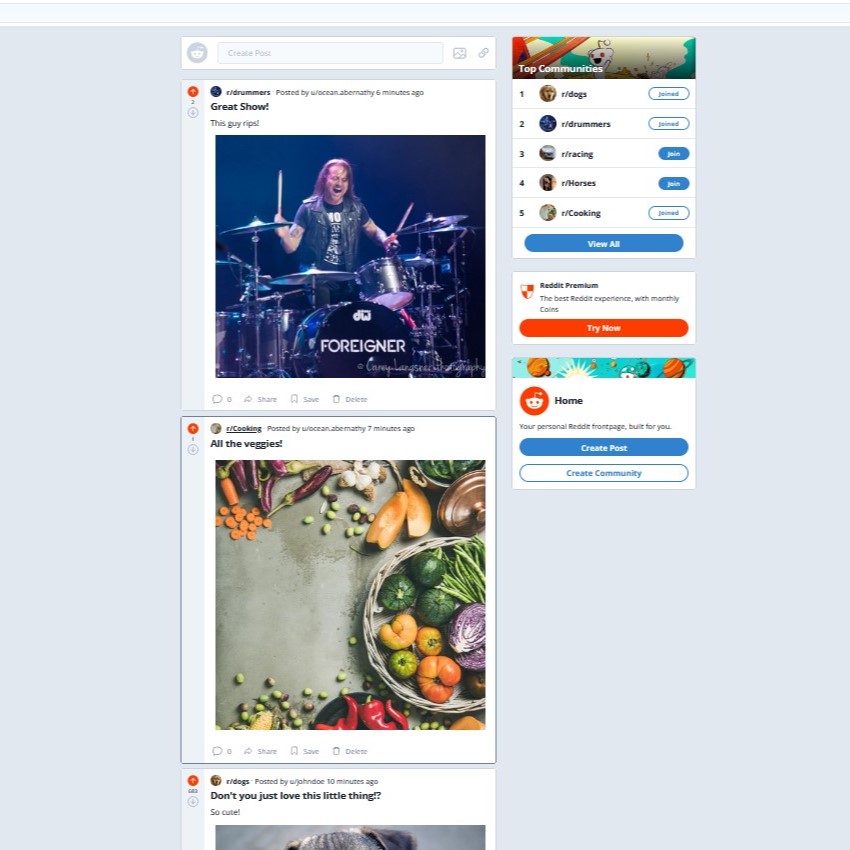 Create Post
r/drummers · Posted by u/ocean.abernathy 6 minutes ago
2
Great Show!
This guy rips!
dw
FOREIGNER
0 Share Save Delete
r/Cooking · Posted by u/ocean.abernathy 7 minutes ago
1
All the veggies!
0 Share Save Delete
r/dogs · Posted by u/johndoe 10 minutes ago
Don't you just love this little thing!?
So cute!
Top Communities
1 r/dogs Joined
2 r/drummers Joined
3 r/racing Join
4 r/Horses Join
5 r/Cooking Joined
View All
Reddit Premium
The best Reddit experience, with monthly
Coins
Try Now
Home
Your personal Reddit frontpage, built for you.
Create Post
Create Community